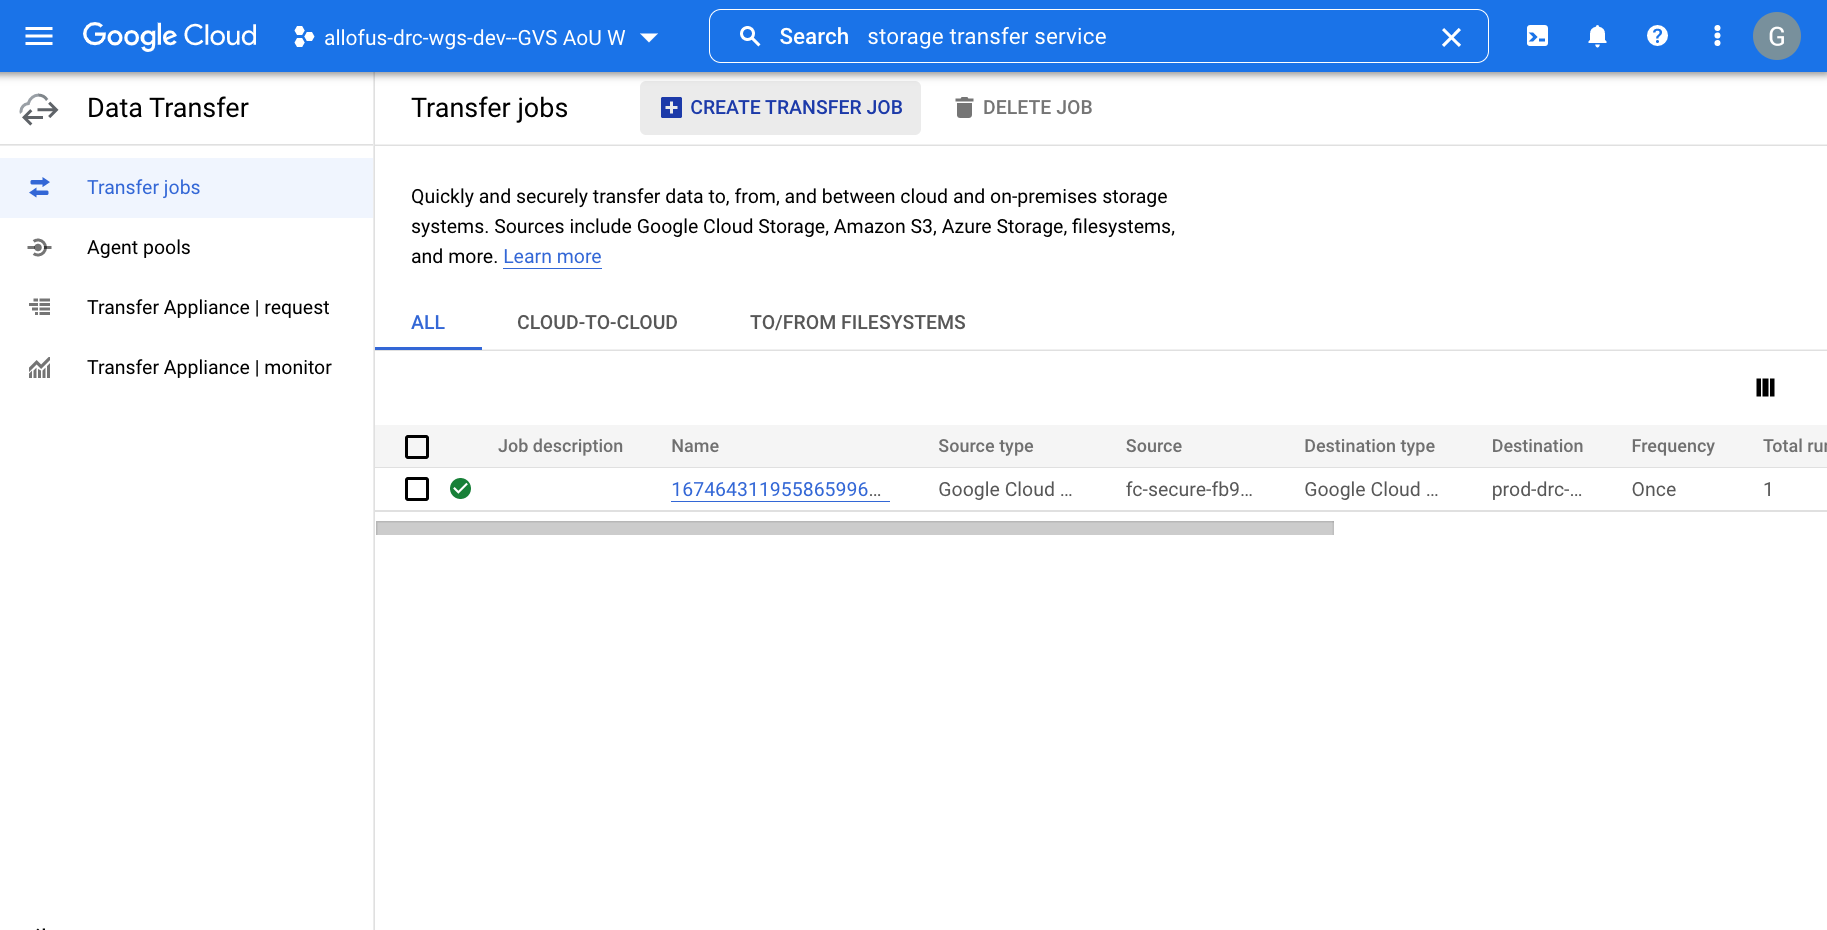 Google Cloud
allofus-drc-wgs-dev--GVS AoU W
Search storage transfer service
G
Data Transfer
Transfer jobs
CREATE TRANSFER JOB
DELETE JOB
Transfer jobs
Agent pools
Transfer Appliance | request
Transfer Appliance | monitor
Quickly and securely transfer data to, from, and between cloud and on-premises storage
systems. Sources include Google Cloud Storage, Amazon S3, Azure Storage, filesystems,
and more. Learn more
ALL CLOUD-TO-CLOUD TO/FROM FILESYSTEMS
Job description Name Source type Source Destination type Destination Frequency Total
167464311955865996... Google Cloud ... fc-secure-fb9... Google Cloud ... prod-drc-... Once 1